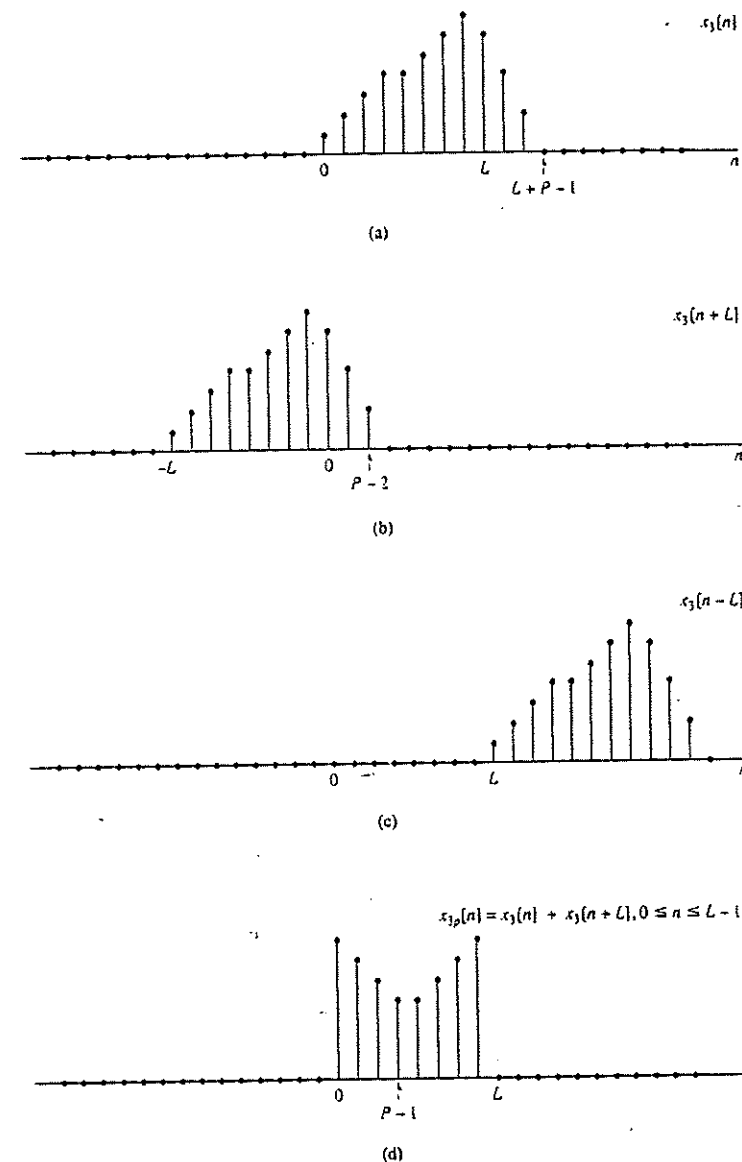 x₃[n]
0 L n
L + P − 1
(a)
x₃[n + L]
−L 0 n
P − 2
(b)
x₃[n − L]
0 L
(c)
x₃ₚ[n] = x₃[n] + x₃[n + L], 0 ≤ n ≤ L − 1
0 L
P − 1
(d)